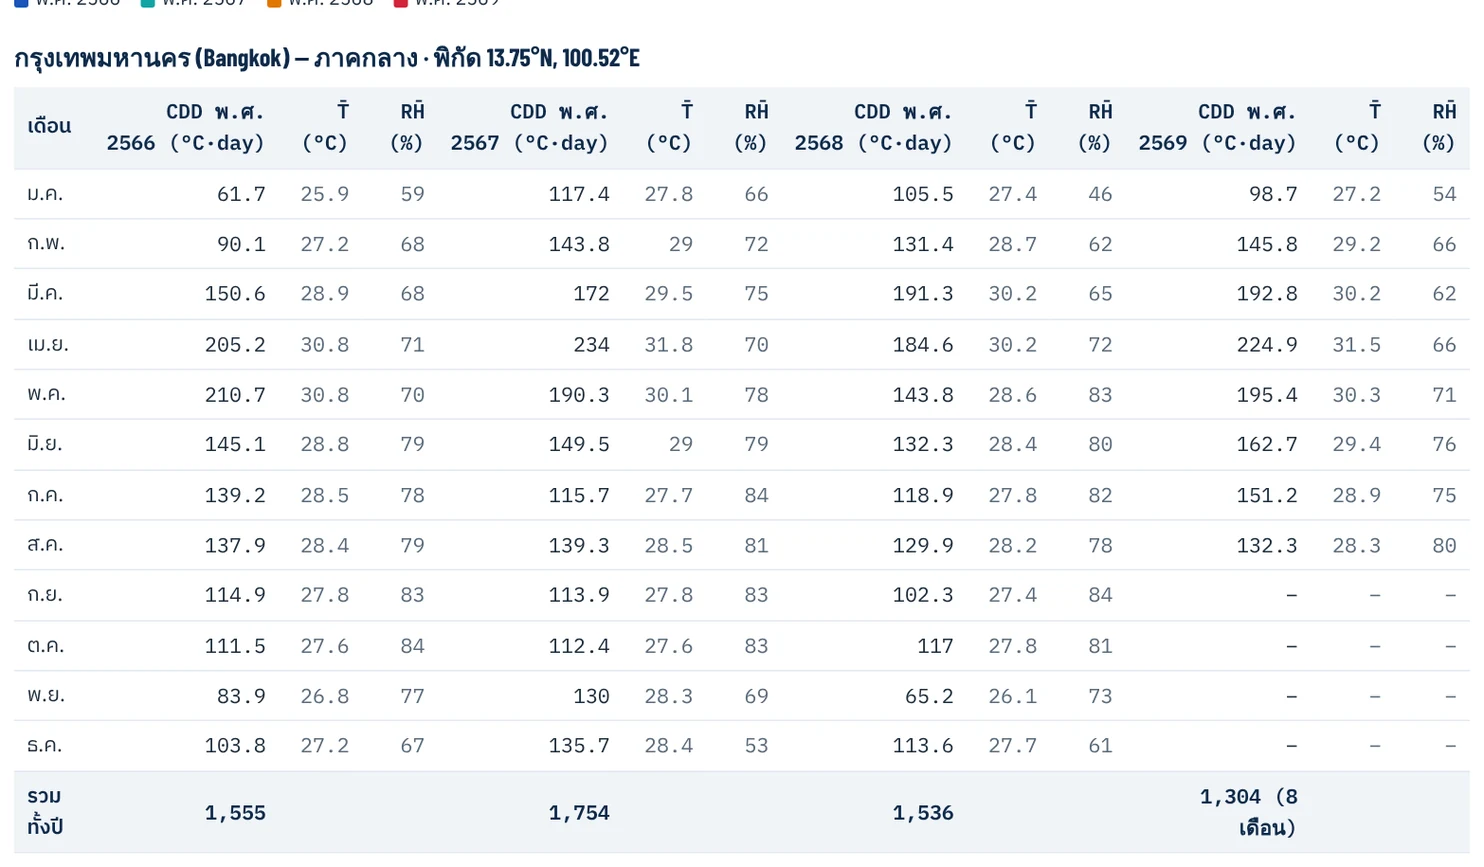 พ.ศ. 2566 พ.ศ. 2567 พ.ศ. 2568 พ.ศ. 2569
กรุงเทพมหานคร (Bangkok) — ภาคกลาง · พิกัด 13.75°N, 100.52°E
เดือน CDD พ.ศ. 2566 (°C·day) T̄ (°C) RH̄ (%) CDD พ.ศ. 2567 (°C·day) T̄ (°C) RH̄ (%) CDD พ.ศ. 2568 (°C·day) T̄ (°C) RH̄ (%) CDD พ.ศ. 2569 (°C·day) T̄ (°C) RH̄ (%)
ม.ค. 61.7 25.9 59 117.4 27.8 66 105.5 27.4 46 98.7 27.2 54
ก.พ. 90.1 27.2 68 143.8 29 72 131.4 28.7 62 145.8 29.2 66
มี.ค. 150.6 28.9 68 172 29.5 75 191.3 30.2 65 192.8 30.2 62
เม.ย. 205.2 30.8 71 234 31.8 70 184.6 30.2 72 224.9 31.5 66
พ.ค. 210.7 30.8 70 190.3 30.1 78 143.8 28.6 83 195.4 30.3 71
มิ.ย. 145.1 28.8 79 149.5 29 79 132.3 28.4 80 162.7 29.4 76
ก.ค. 139.2 28.5 78 115.7 27.7 84 118.9 27.8 82 151.2 28.9 75
ส.ค. 137.9 28.4 79 139.3 28.5 81 129.9 28.2 78 132.3 28.3 80
ก.ย. 114.9 27.8 83 113.9 27.8 83 102.3 27.4 84 – – –
ต.ค. 111.5 27.6 84 112.4 27.6 83 117 27.8 81 – – –
พ.ย. 83.9 26.8 77 130 28.3 69 65.2 26.1 73 – – –
ธ.ค. 103.8 27.2 67 135.7 28.4 53 113.6 27.7 61 – – –
รวมทั้งปี 1,555 1,754 1,536 1,304 (8 เดือน)